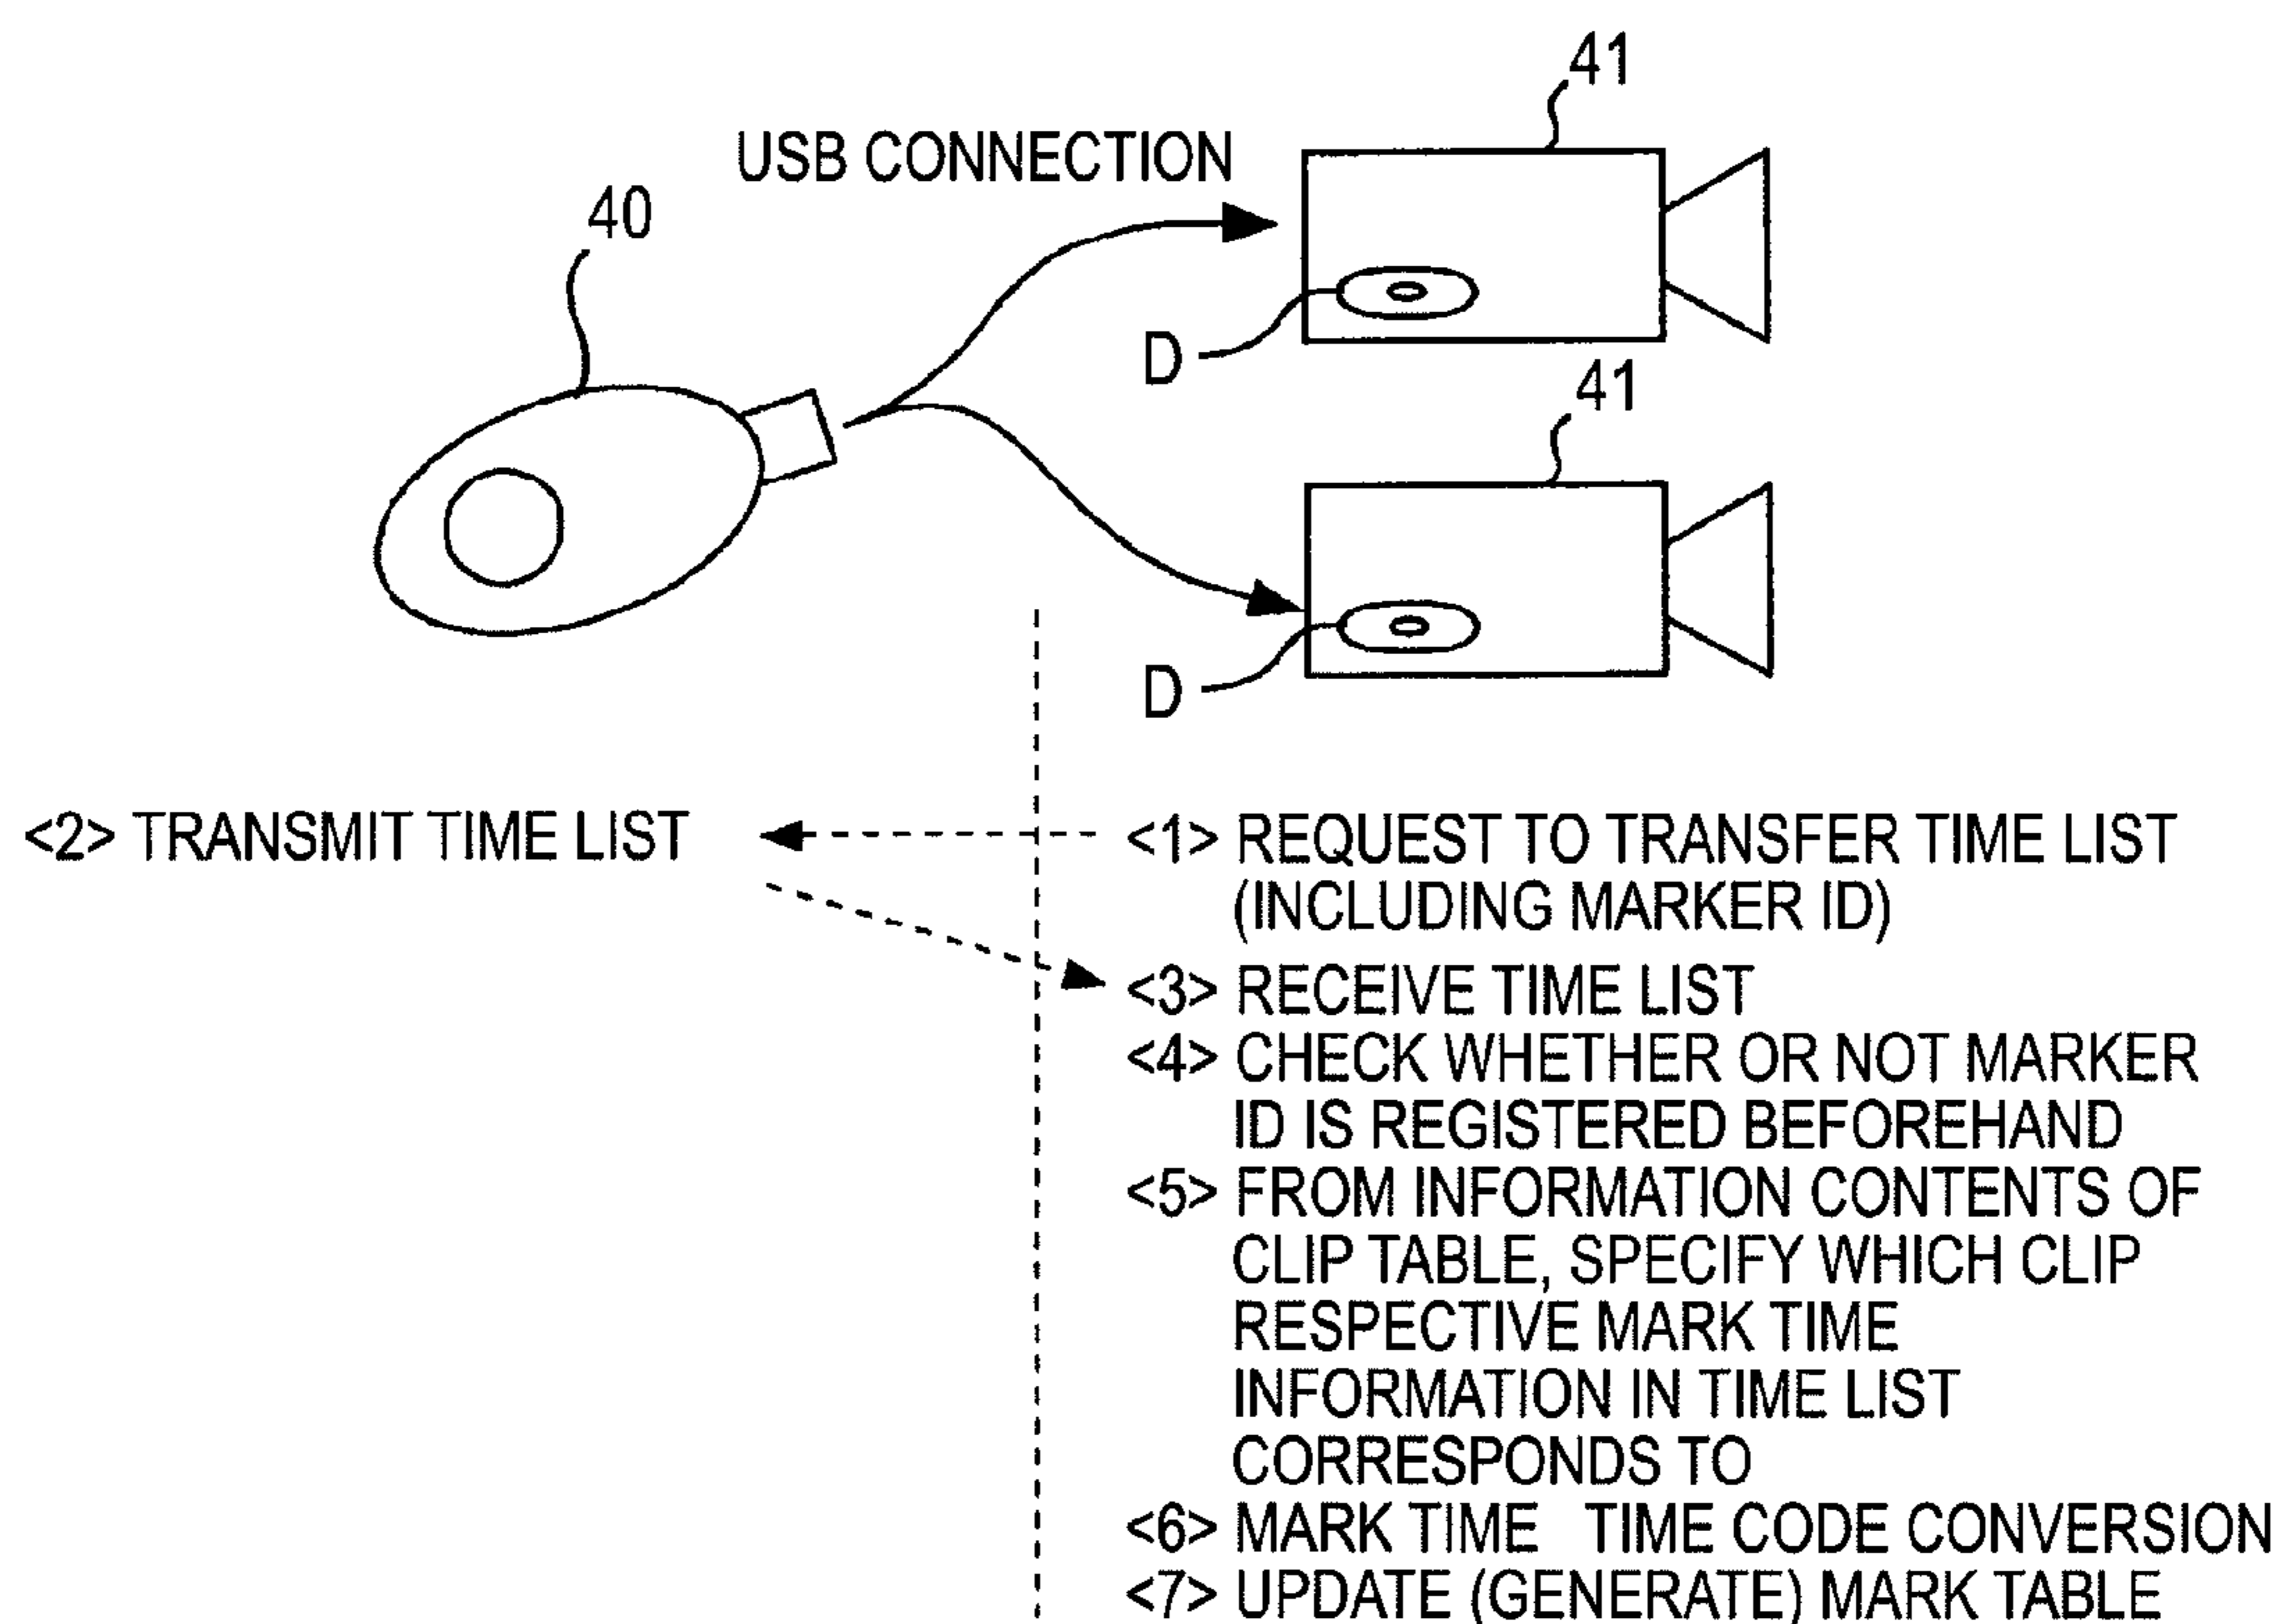 41
USB CONNECTION
40
D
41
D
<2> TRANSMIT TIME LIST
<1> REQUEST TO TRANSFER TIME LIST
(INCLUDING MARKER ID)
<3> RECEIVE TIME LIST
<4> CHECK WHETHER OR NOT MARKER
ID IS REGISTERED BEFOREHAND
<5> FROM INFORMATION CONTENTS OF
CLIP TABLE, SPECIFY WHICH CLIP
RESPECTIVE MARK TIME
INFORMATION IN TIME LIST
CORRESPONDS TO
<6> MARK TIME TIME CODE CONVERSION
<7> UPDATE (GENERATE) MARK TABLE